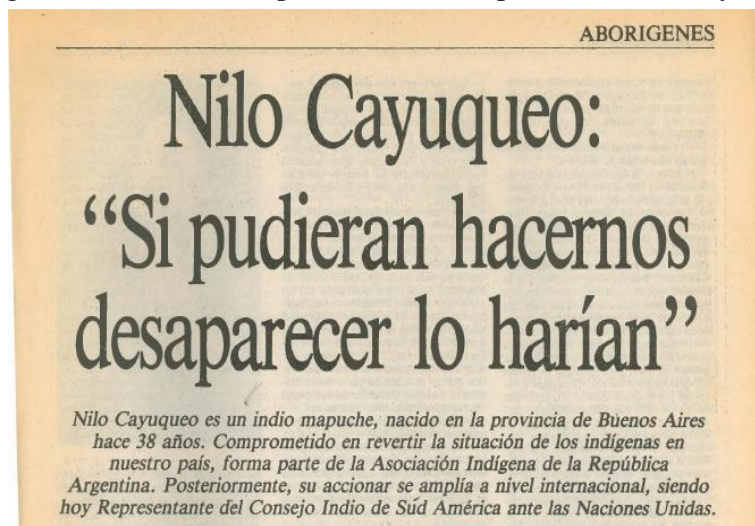 ABORIGENES
Nilo Cayuqueo:
“Si pudieran hacernos
desaparecer lo harían”
Nilo Cayuqueo es un indio mapuche, nacido en la provincia de Buenos Aires
hace 38 años. Comprometido en revertir la situación de los indígenas en
nuestro país, forma parte de la Asociación Indígena de la República
Argentina. Posteriormente, su accionar se amplía a nivel internacional, siendo
hoy Representante del Consejo Indio de Súd América ante las Naciones Unidas.